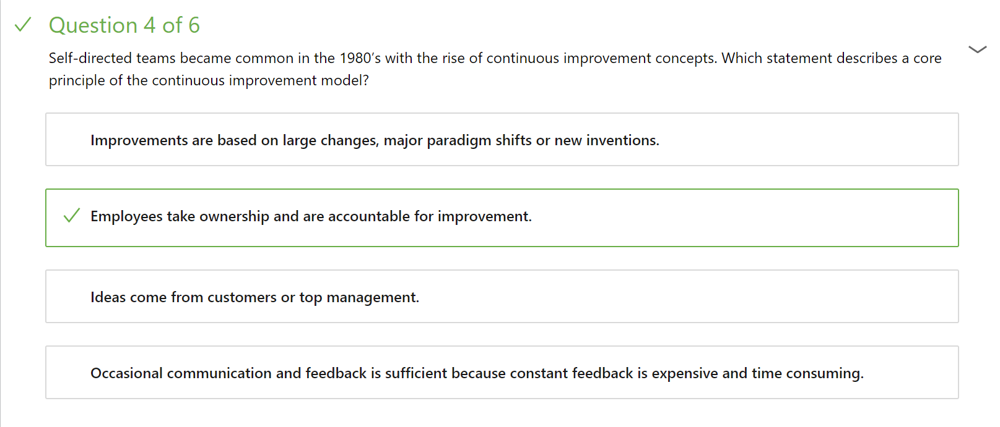 Question 4 of 6
Self-directed teams became common in the 1980’s with the rise of continuous improvement concepts. Which statement describes a core
principle of the continuous improvement model?
Improvements are based on large changes, major paradigm shifts or new inventions.
Employees take ownership and are accountable for improvement.
Ideas come from customers or top management.
Occasional communication and feedback is sufficient because constant feedback is expensive and time consuming.